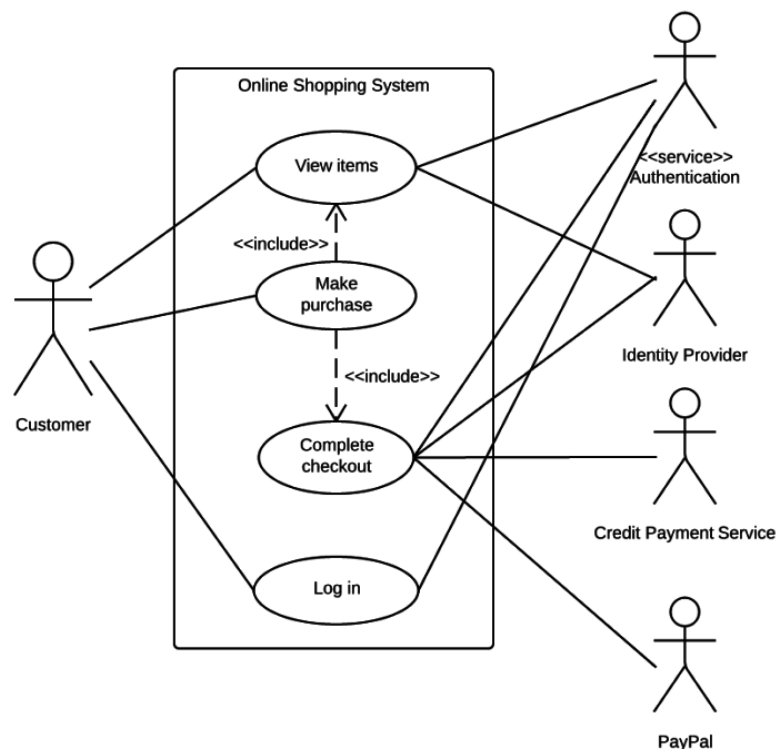 Online Shopping System
View items
<<service>>
Authentication
<<include>>
Make
purchase
Identity Provider
<<include>>
Customer
Complete
checkout
Credit Payment Service
Log in
PayPal